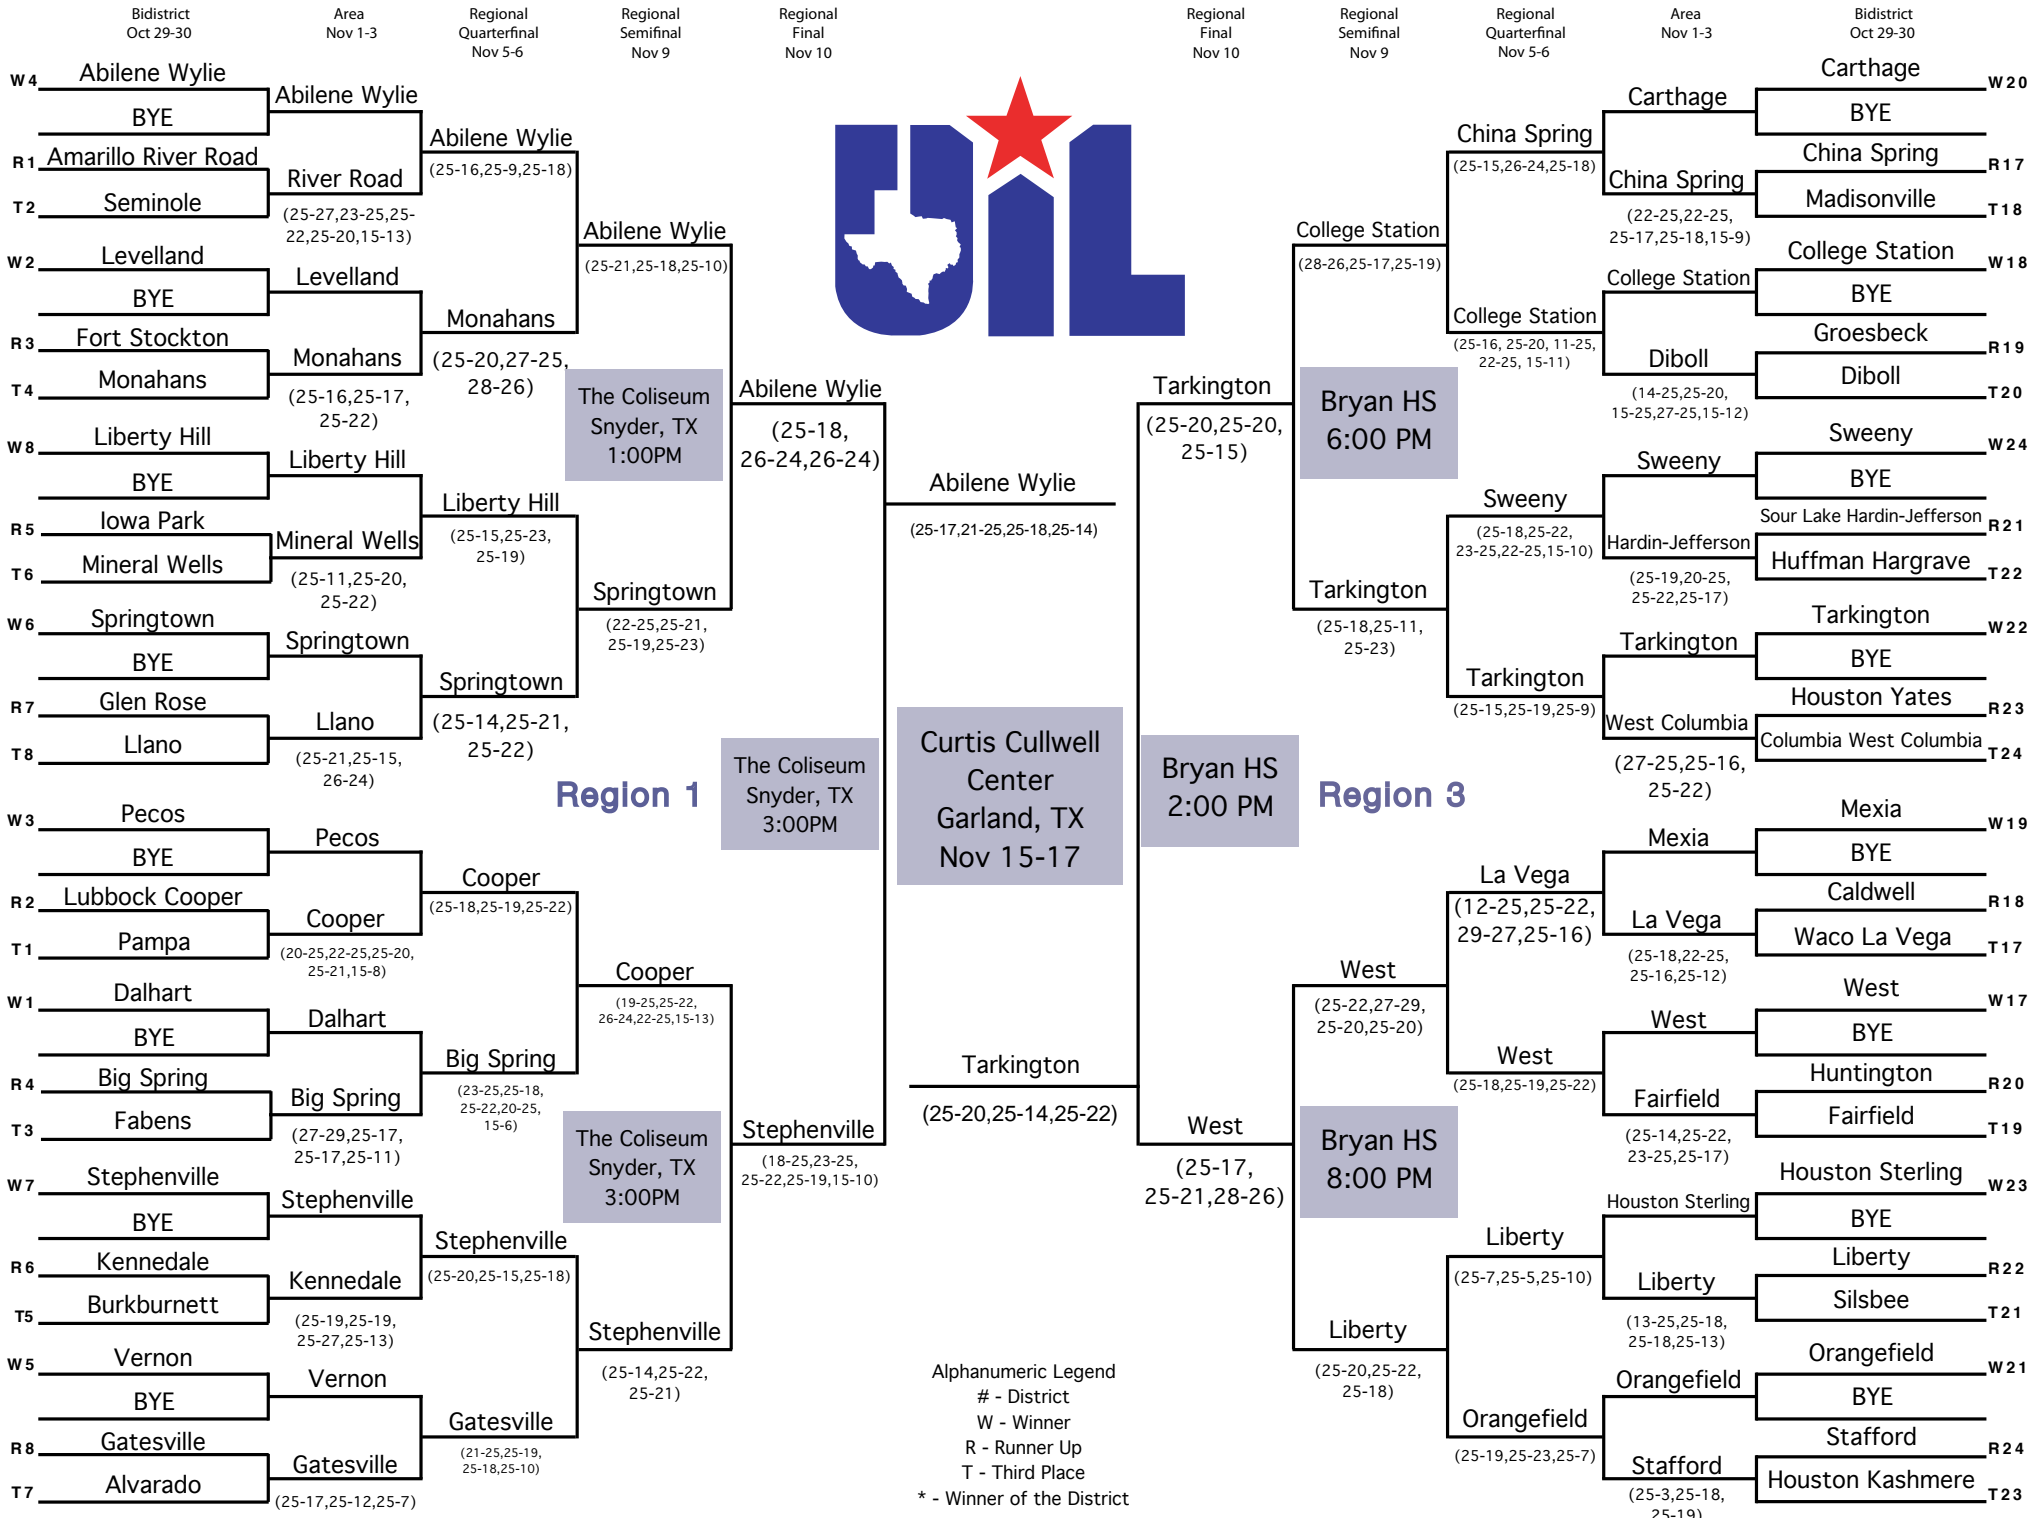 Bidistrict
Oct 29-30
Area
Nov 1-3
Regional
Quarterfinal
Nov 5-6
Regional
Semifinal
Nov 9
Regional
Final
Nov 10
Regional
Final
Nov 10
Regional
Semifinal
Nov 9
Regional
Quarterfinal
Nov 5-6
Area
Nov 1-3
Bidistrict
Oct 29-30
W4 Abilene Wylie
BYE
R1 Amarillo River Road
T2 Seminole
W2 Levelland
BYE
R3 Fort Stockton
T4 Monahans
W8 Liberty Hill
BYE
R5 Iowa Park
T6 Mineral Wells
W6 Springtown
BYE
R7 Glen Rose
T8 Llano
W3 Pecos
BYE
R2 Lubbock Cooper
T1 Pampa
W1 Dalhart
BYE
R4 Big Spring
T3 Fabens
W7 Stephenville
BYE
R6 Kennedale
T5 Burkburnett
W5 Vernon
BYE
R8 Gatesville
T7 Alvarado
Abilene Wylie
River Road
(25-27,23-25,25-
22,25-20,15-13)
Levelland
Monahans
(25-16,25-17,
25-22)
Liberty Hill
Mineral Wells
(25-11,25-20,
25-22)
Springtown
Llano
(25-21,25-15,
26-24)
Pecos
Cooper
(20-25,22-25,25-20,
25-21,15-8)
Dalhart
Big Spring
(27-29,25-17,
25-17,25-11)
Stephenville
Kennedale
(25-19,25-19,
25-27,25-13)
Vernon
Gatesville
(25-17,25-12,25-7)
Abilene Wylie
(25-16,25-9,25-18)
Monahans
(25-20,27-25,
28-26)
Liberty Hill
(25-15,25-23,
25-19)
Springtown
(25-14,25-21,
25-22)
Cooper
(25-18,25-19,25-22)
Big Spring
(23-25,25-18,
25-22,20-25,
15-6)
Stephenville
(25-20,25-15,25-18)
Gatesville
(21-25,25-19,
25-18,25-10)
Abilene Wylie
(25-21,25-18,25-10)
The Coliseum
Snyder, TX
1:00PM
Springtown
(22-25,25-21,
25-19,25-23)
Region 1
Cooper
(19-25,25-22,
26-24,22-25,15-13)
The Coliseum
Snyder, TX
3:00PM
Stephenville
(25-14,25-22,
25-21)
Abilene Wylie
(25-18,
26-24,26-24)
The Coliseum
Snyder, TX
3:00PM
Stephenville
(18-25,23-25,
25-22,25-19,15-10)
UIL
Abilene Wylie
(25-17,21-25,25-18,25-14)
Curtis Cullwell
Center
Garland, TX
Nov 15-17
Tarkington
(25-20,25-14,25-22)
Alphanumeric Legend
# - District
W - Winner
R - Runner Up
T - Third Place
* - Winner of the District
Tarkington
(25-20,25-20,
25-15)
Bryan HS
2:00 PM
West
(25-17,
25-21,28-26)
College Station
(28-26,25-17,25-19)
Bryan HS
6:00 PM
Tarkington
(25-18,25-11,
25-23)
Region 3
West
(25-22,27-29,
25-20,25-20)
Bryan HS
8:00 PM
Liberty
(25-20,25-22,
25-18)
China Spring
(25-15,26-24,25-18)
College Station
(25-16, 25-20, 11-25,
22-25, 15-11)
Sweeny
(25-18,25-22,
23-25,22-25,15-10)
Tarkington
(25-15,25-19,25-9)
La Vega
(12-25,25-22,
29-27,25-16)
West
(25-18,25-19,25-22)
Liberty
(25-7,25-5,25-10)
Orangefield
(25-19,25-23,25-7)
Carthage
China Spring
(22-25,22-25,
25-17,25-18,15-9)
College Station
Diboll
(14-25,25-20,
15-25,27-25,15-12)
Sweeny
Hardin-Jefferson
(25-19,20-25,
25-22,25-17)
Tarkington
West Columbia
(27-25,25-16,
25-22)
Mexia
La Vega
(25-18,22-25,
25-16,25-12)
West
Fairfield
(25-14,25-22,
23-25,25-17)
Houston Sterling
Liberty
(13-25,25-18,
25-18,25-13)
Orangefield
Stafford
(25-3,25-18,
25-19)
Carthage W20
BYE
China Spring R17
Madisonville T18
College Station W18
BYE
Groesbeck R19
Diboll T20
Sweeny W24
BYE
Sour Lake Hardin-Jefferson R21
Huffman Hargrave T22
Tarkington W22
BYE
Houston Yates R23
Columbia West Columbia T24
Mexia W19
BYE
Caldwell R18
Waco La Vega T17
West W17
BYE
Huntington R20
Fairfield T19
Houston Sterling W23
BYE
Liberty R22
Silsbee T21
Orangefield W21
BYE
Stafford R24
Houston Kashmere T23